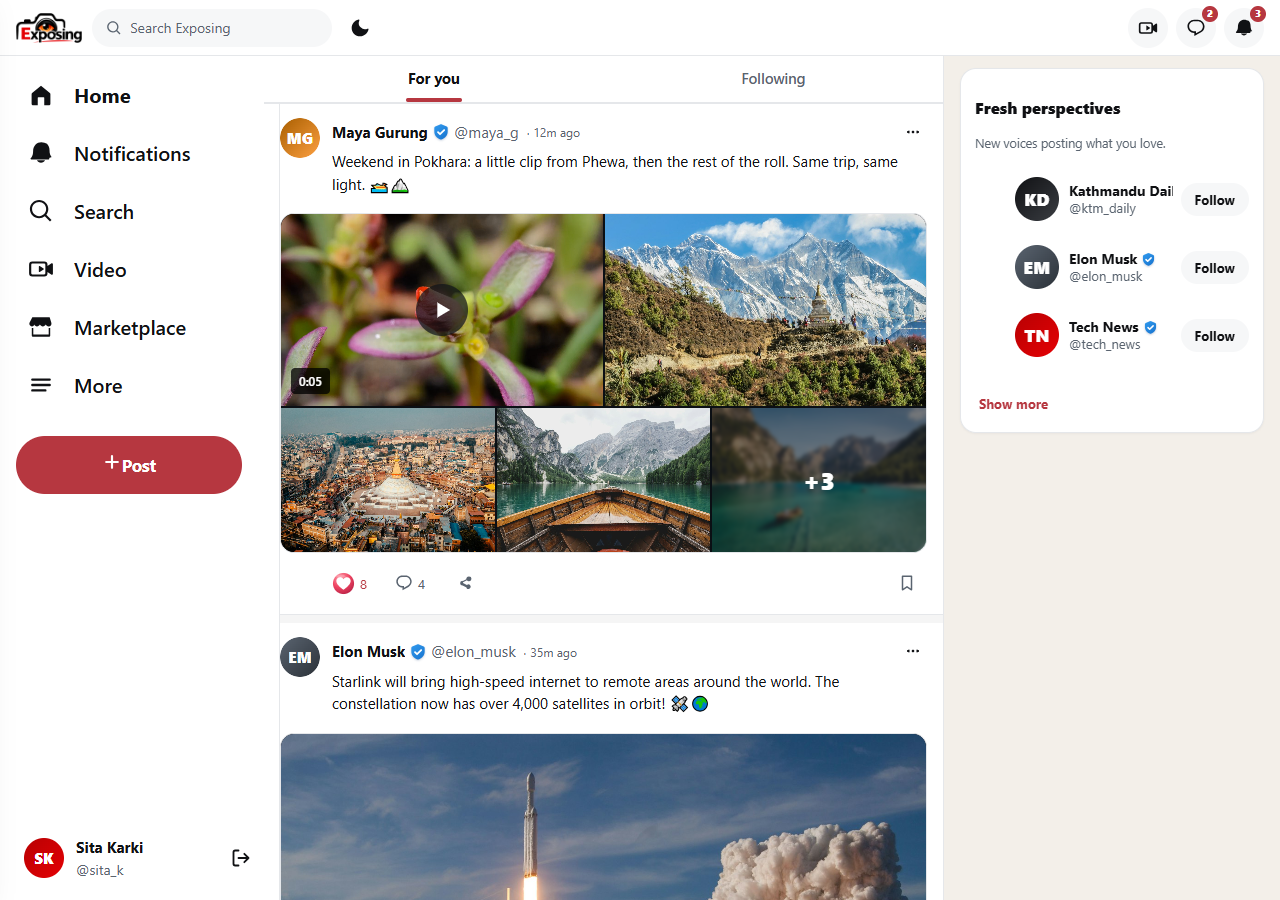 Exposing
Search Exposing
2
3
Home
Notifications
Search
Video
Marketplace
More
+ Post
SK
Sita Karki
@sita_k
For you
Following
MG
Maya Gurung @maya_g · 12m ago
Weekend in Pokhara: a little clip from Phewa, then the rest of the roll. Same trip, same
light. 🚤 🏔
0:05
+3
8
4
EM
Elon Musk @elon_musk · 35m ago
Starlink will bring high-speed internet to remote areas around the world. The
constellation now has over 4,000 satellites in orbit! 🛰 🌍
Fresh perspectives
New voices posting what you love.
KD
Kathmandu Dai
@ktm_daily
Follow
EM
Elon Musk
@elon_musk
Follow
TN
Tech News
@tech_news
Follow
Show more